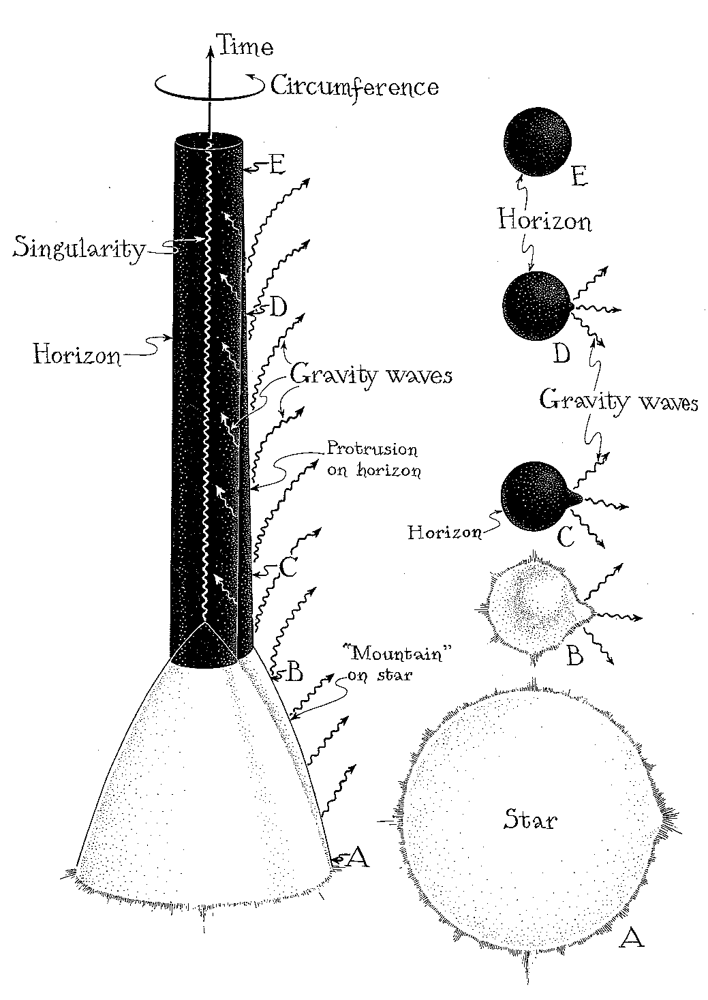 Time
Circumference
E
Singularity
D
Horizon
Gravity waves
Protrusion
on horizon
C
"Mountain"
on star
B
A
E
Horizon
D
Gravity waves
Horizon
C
B
Star
A